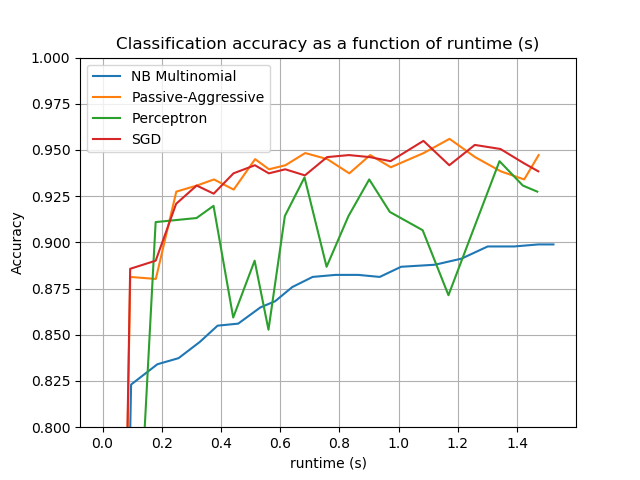 Classification accuracy as a function of runtime (s)
NB Multinomial
Passive-Aggressive
Perceptron
SGD
Accuracy
1.000
0.975
0.950
0.925
0.900
0.875
0.850
0.825
0.800
0.0 0.2 0.4 0.6 0.8 1.0 1.2 1.4
runtime (s)